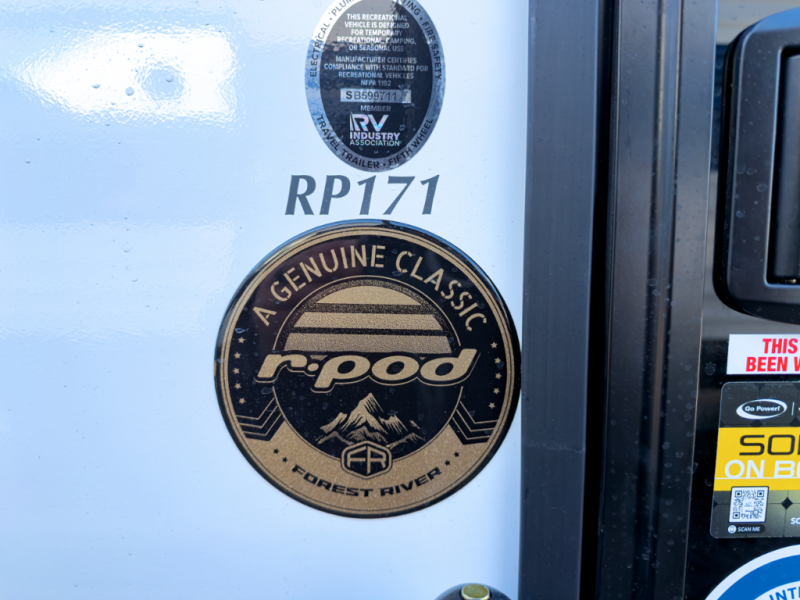 ELECTRICAL • PLUMBING • FIRE SAFETY
THIS RECREATIONAL
VEHICLE IS DESIGNED
FOR TEMPORARY
RECREATIONAL, CAMPING,
OR SEASONAL USE
MANUFACTURER CERTIFIES
COMPLIANCE WITH STANDARD FOR
RECREATIONAL VEHICLES
NFPA 1192
SB599711
MEMBER
RV
INDUSTRY
ASSOCIATION
TRAVEL TRAILER • FIFTH WHEEL
RP171
A GENUINE CLASSIC
r·pod
FR
•• FOREST RIVER ••
THIS
BEEN
Go Power!
ON
SCAN ME